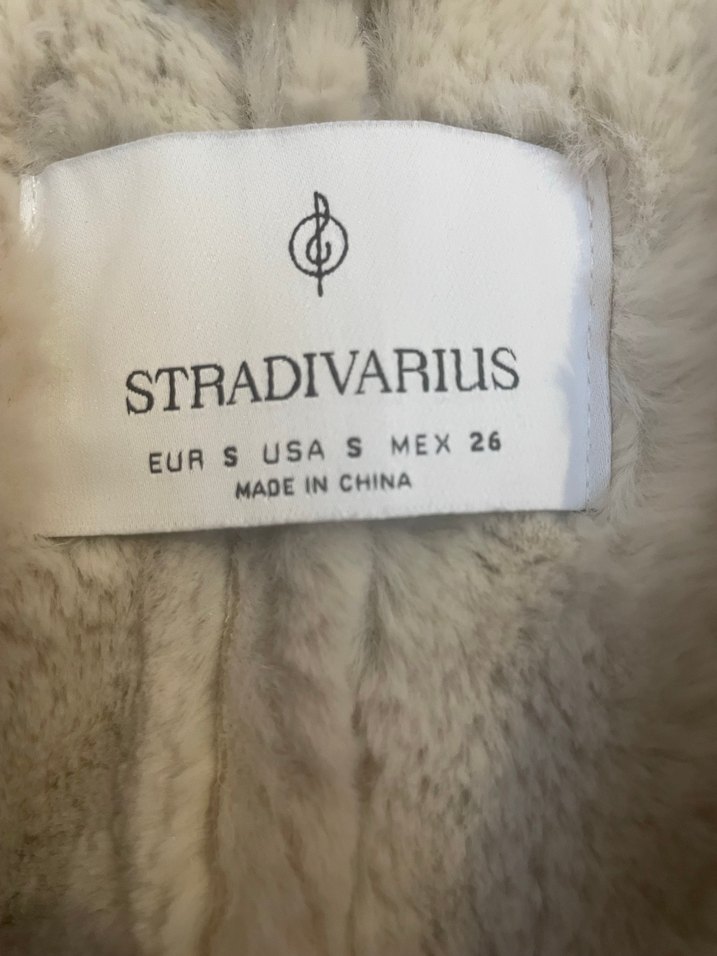 STRADIVARIUS
EUR S USA S MEX 26
MADE IN CHINA